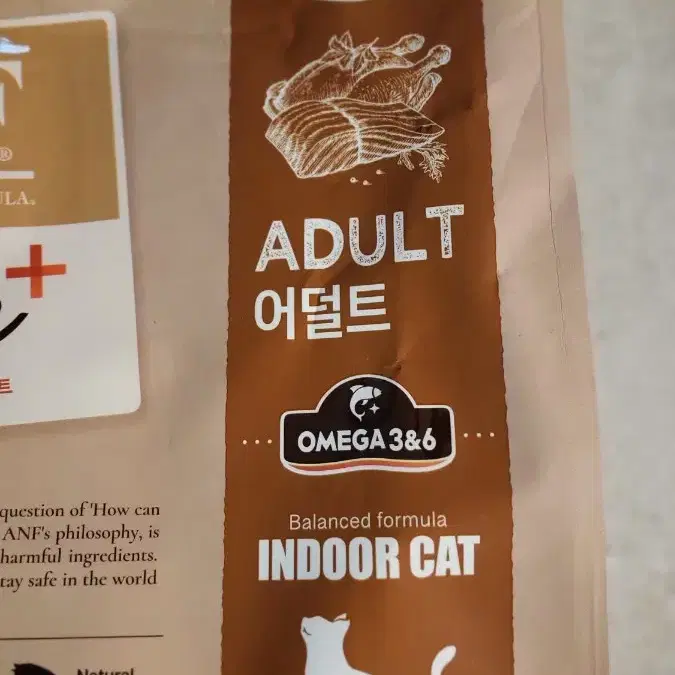 ULA®
+
트
question of 'How can
ANF's philosophy, is
harmful ingredients.
tay safe in the world
Natural
ADULT
어덜트
OMEGA 3&6
Balanced formula
INDOOR CAT